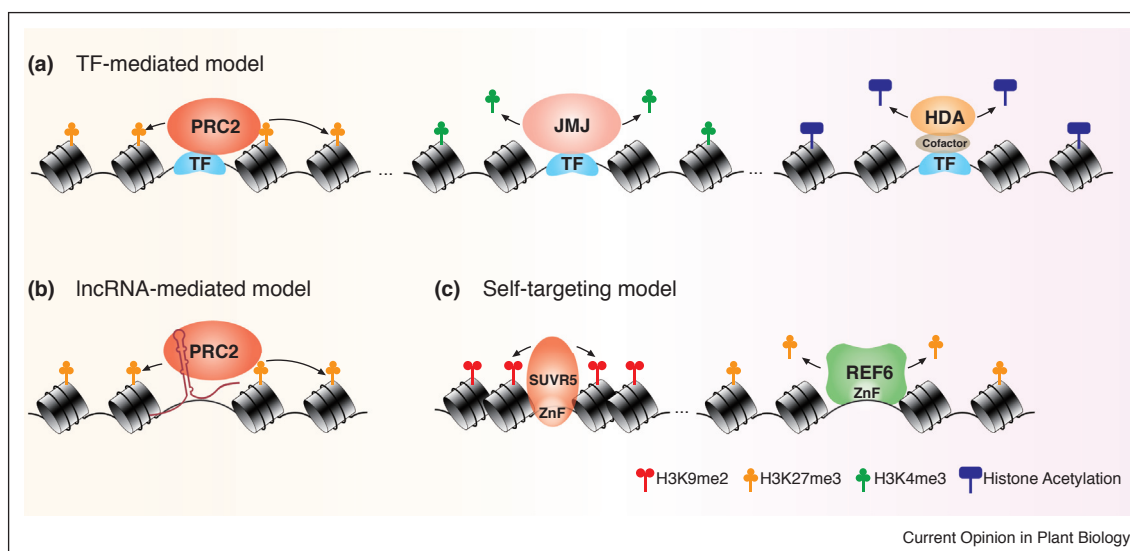 (a) TF-mediated model
PRC2
TF
...
JMJ
TF
...
HDA
Cofactor
TF
(b) lncRNA-mediated model
PRC2
(c) Self-targeting model
SUVR5
ZnF
...
REF6
ZnF
H3K9me2 H3K27me3 H3K4me3 Histone Acetylation
Current Opinion in Plant Biology